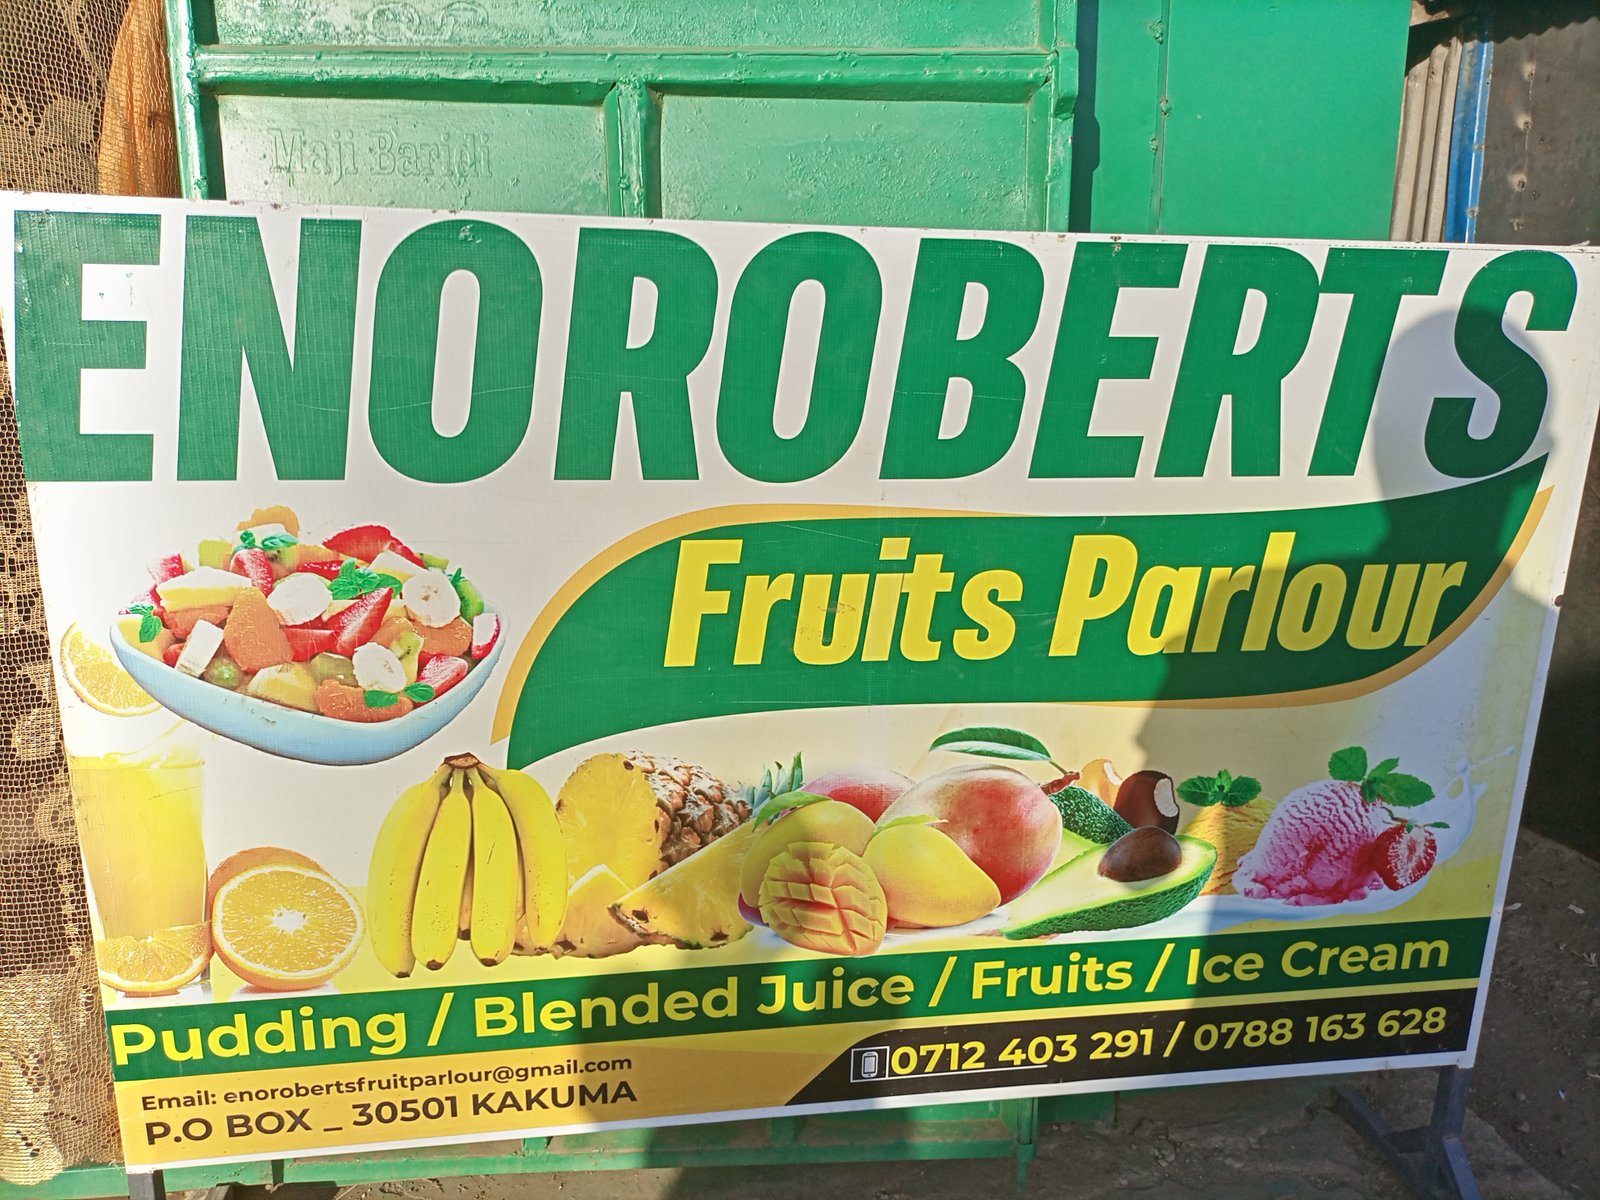 Maji Baridi
ENOROBERTS
Fruits Parlour
Pudding / Blended Juice / Fruits / Ice Cream
Email: enorobertsfruitparlour@gmail.com
0712 403 291 / 0788 163 628
P.O BOX _ 30501 KAKUMA